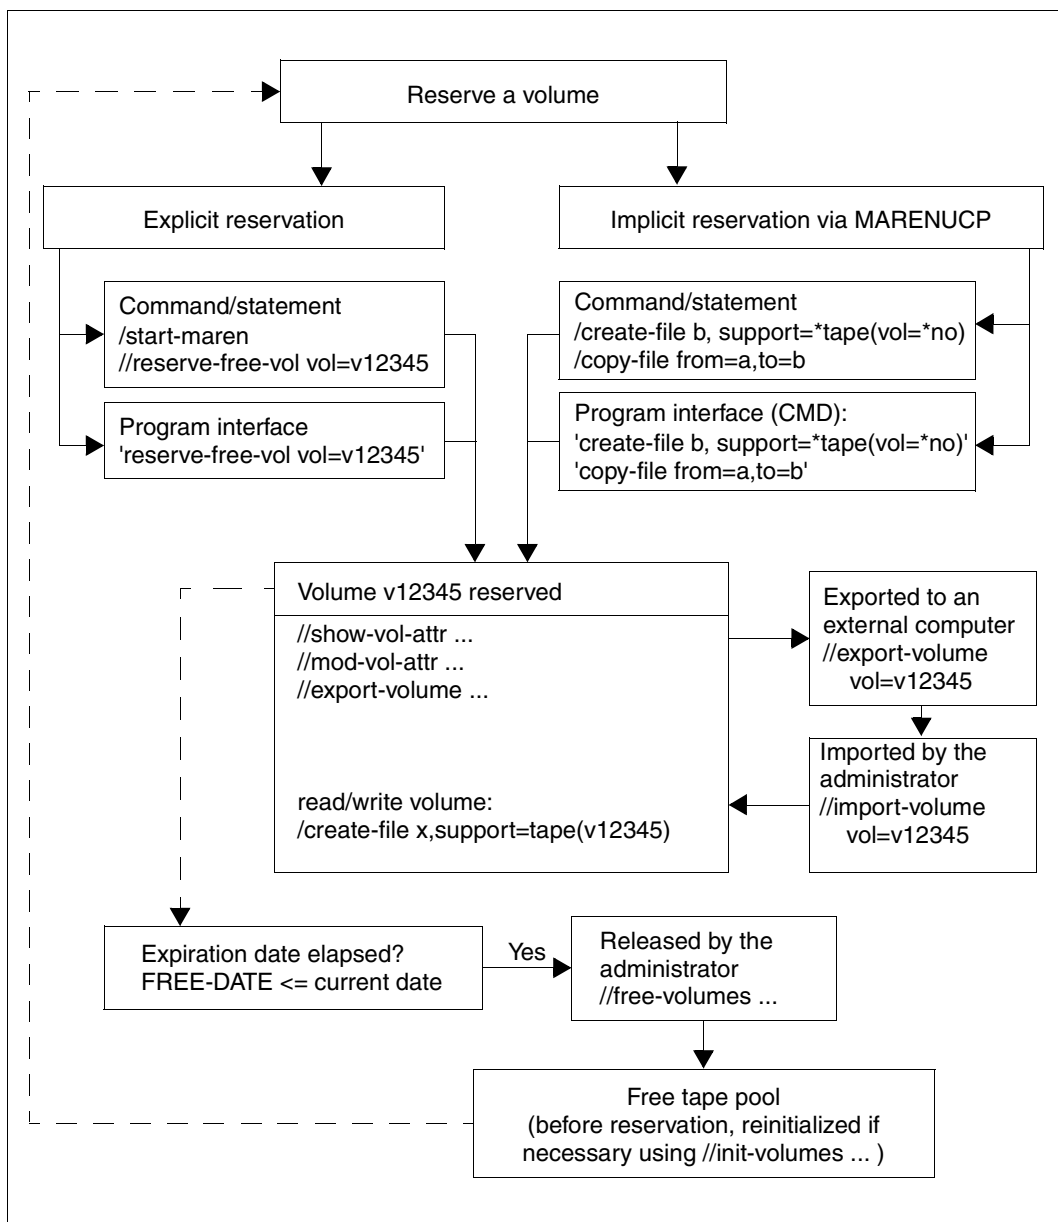 Reserve a volume
Explicit reservation
Implicit reservation via MARENUCP
Command/statement
/start-maren
//reserve-free-vol vol=v12345
Command/statement
/create-file b, support=*tape(vol=*no)
/copy-file from=a,to=b
Program interface
'reserve-free-vol vol=v12345'
Program interface (CMD):
'create-file b, support=*tape(vol=*no)'
'copy-file from=a,to=b'
Volume v12345 reserved
//show-vol-attr ...
//mod-vol-attr ...
//export-volume ...
read/write volume:
/create-file x,support=tape(v12345)
Exported to an
external computer
//export-volume
vol=v12345
Imported by the
administrator
//import-volume
vol=v12345
Expiration date elapsed?
FREE-DATE <= current date
Yes
Released by the
administrator
//free-volumes ...
Free tape pool
(before reservation, reinitialized if
necessary using //init-volumes ... )